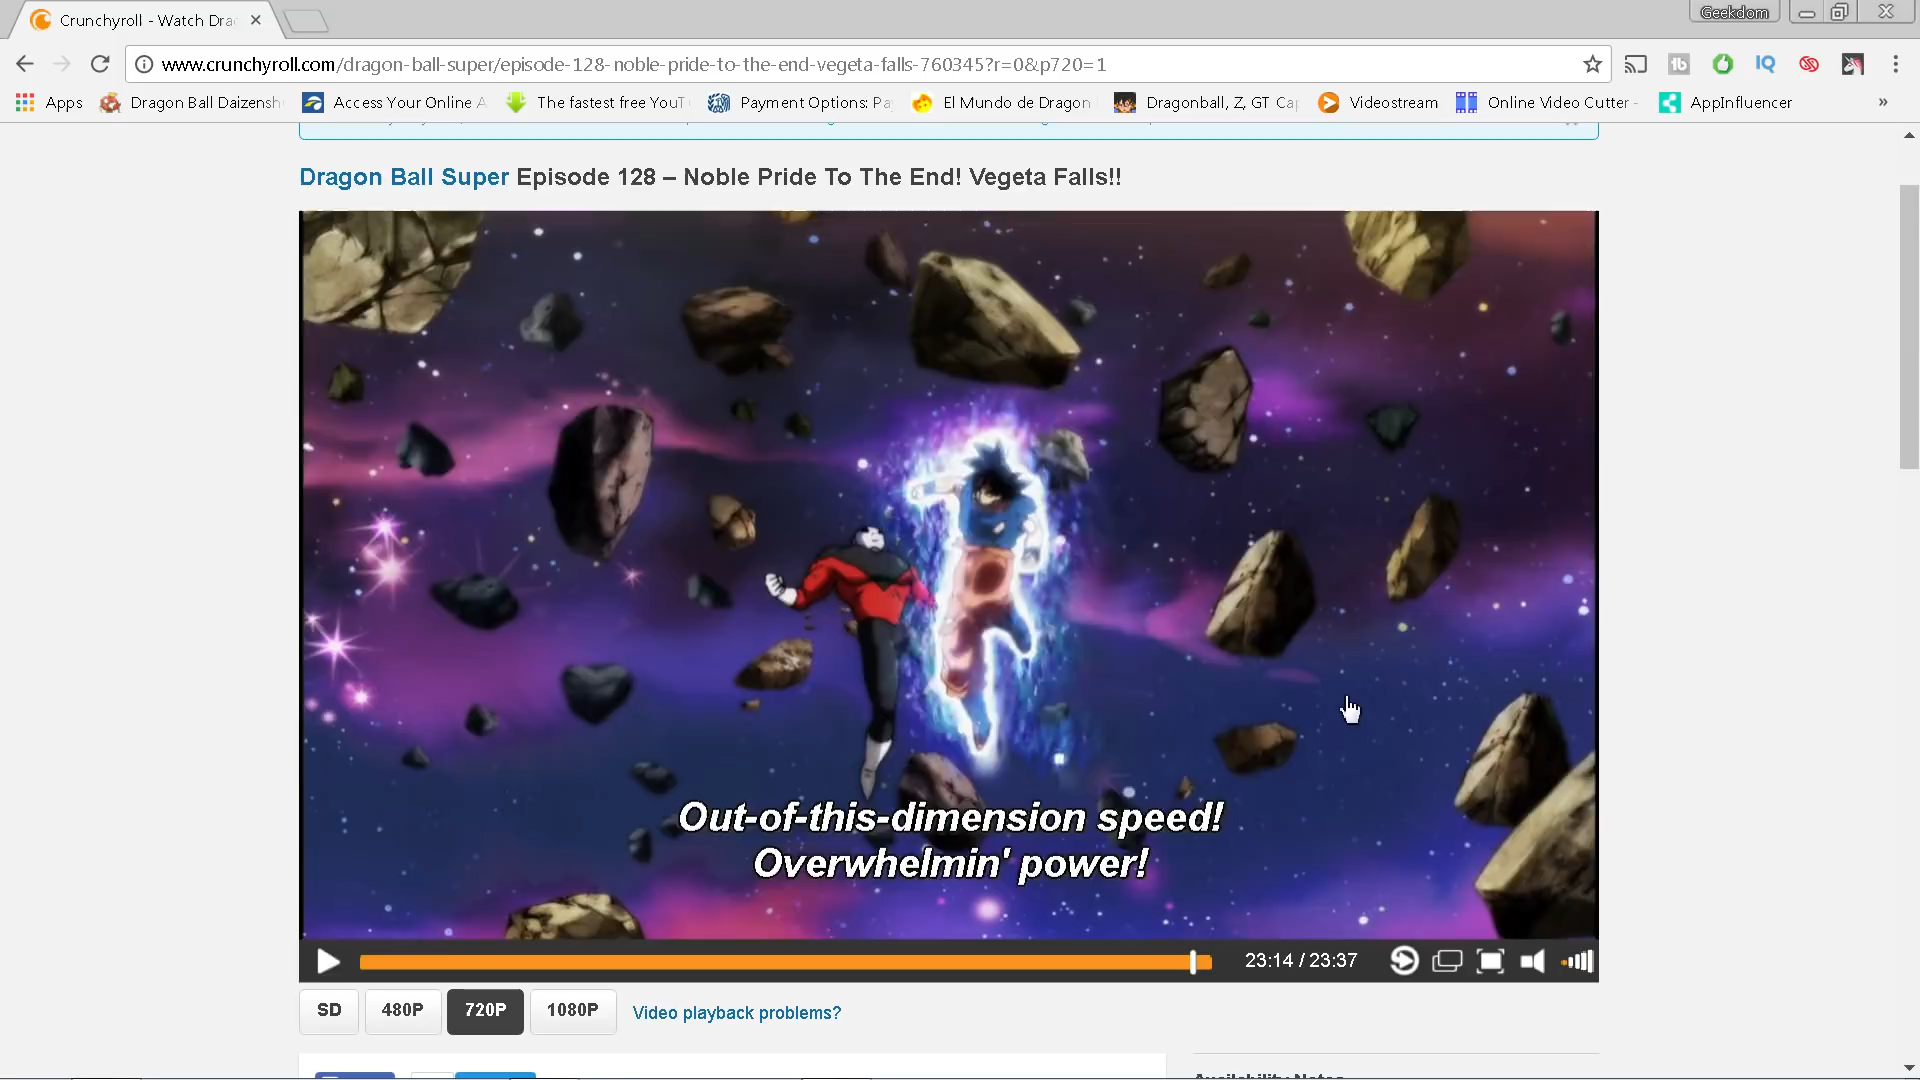 Crunchyroll - Watch Dra
Geekdom
www.crunchyroll.com/dragon-ball-super/episode-128-noble-pride-to-the-end-vegeta-falls-760345?r=0&p720=1
Apps
Dragon Ball Daizensh
Access Your Online A
The fastest free YouT
Payment Options: Pa
El Mundo de Dragon
Dragonball, Z, GT Cap
Videostream
Online Video Cutter -
AppInfluencer
»
Dragon Ball Super Episode 128 – Noble Pride To The End! Vegeta Falls!!
Out-of-this-dimension speed!
Overwhelmin' power!
23:14 / 23:37
SD
480P
720P
1080P
Video playback problems?